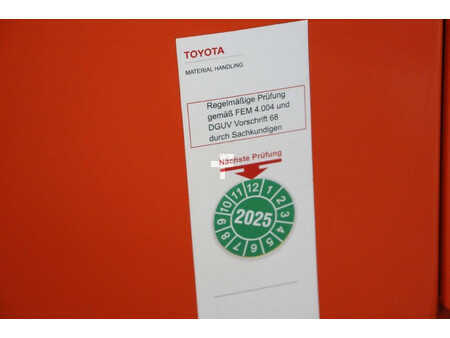 TOYOTA
MATERIAL HANDLING
Regelmäßige Prüfung
gemäß FEM 4.004 und
DGUV Vorschrift 68
durch Sachkundigen
Nächste Prüfung
12 1 2 3 4 5 6 7 8 9 10 11
2025